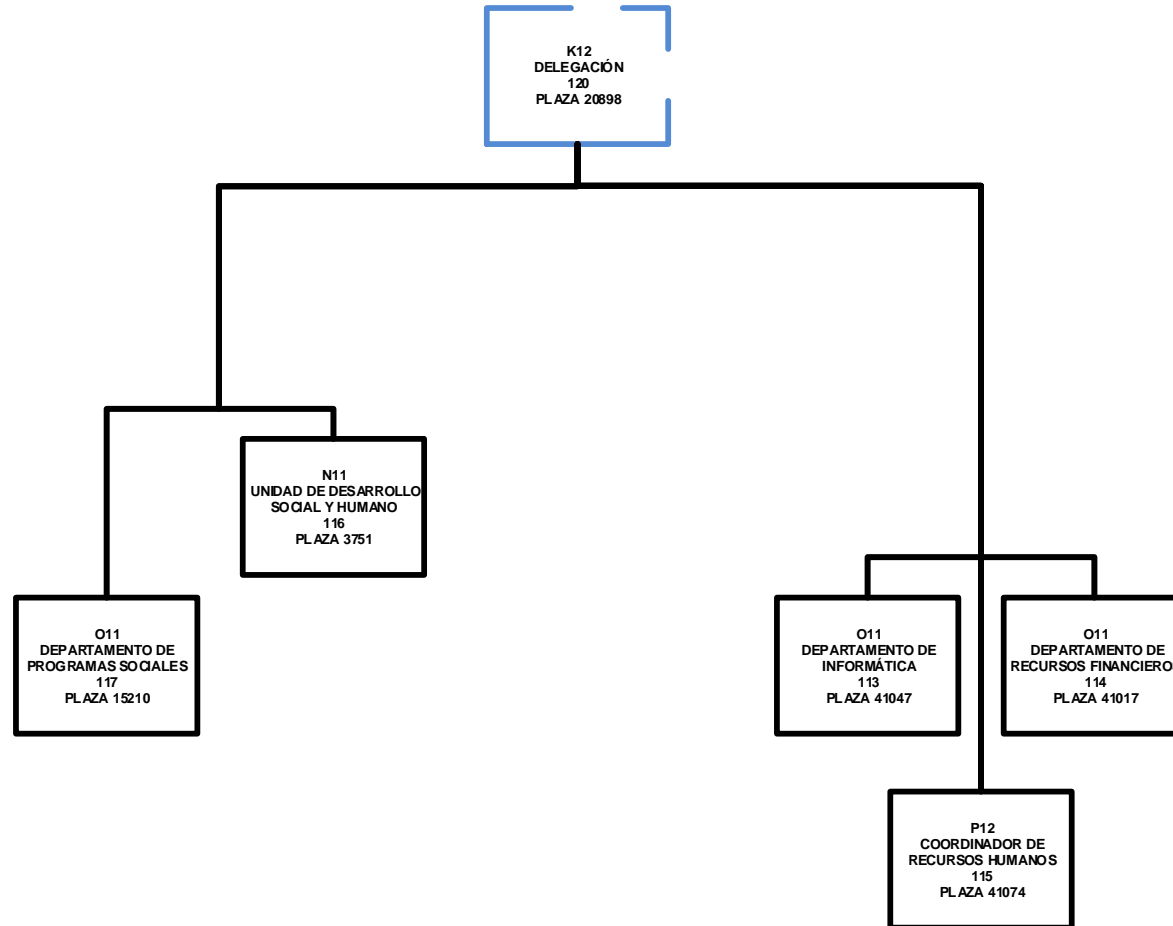 K12
DELEGACIÓN
120
PLAZA 20898
N11
UNIDAD DE DESARROLLO
SOCIAL Y HUMANO
116
PLAZA 3751
O11
DEPARTAMENTO DE
PROGRAMAS SOCIALES
117
PLAZA 15210
O11
DEPARTAMENTO DE
INFORMÁTICA
113
PLAZA 41047
O11
DEPARTAMENTO DE
RECURSOS FINANCIERO
114
PLAZA 41017
P12
COORDINADOR DE
RECURSOS HUMANOS
115
PLAZA 41074